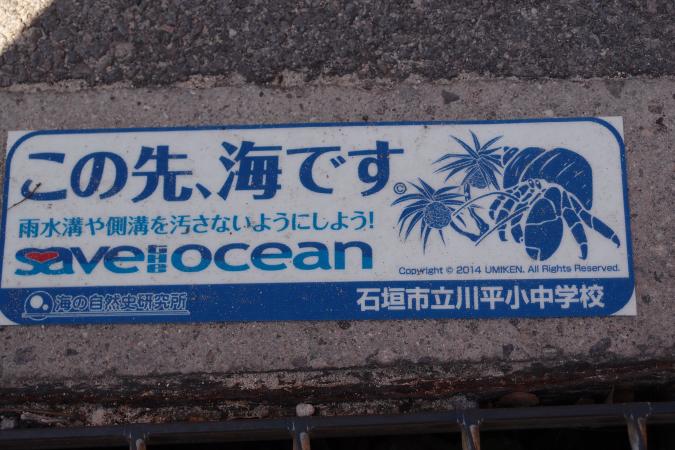 この先、海です
©
雨水溝や側溝を汚さないようにしよう!
save the ocean
Copyright © 2014 UMIKEN. All Rights Reserved.
海の自然史研究所
石垣市立川平小中学校